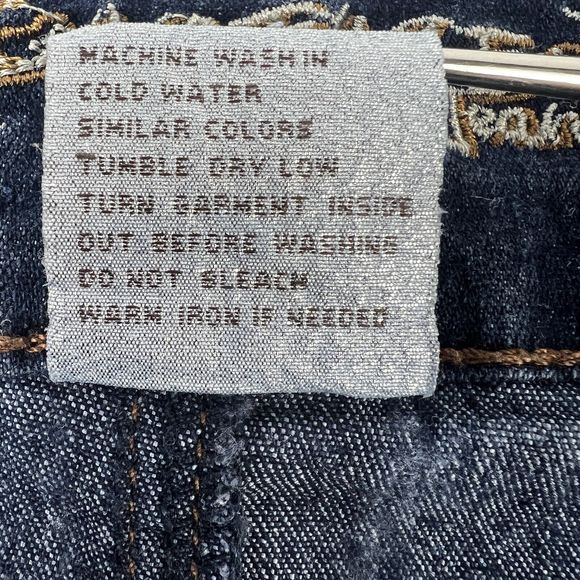 MACHINE WASH IN
COLD WATER
SIMILAR COLORS
TUMBLE DRY LOW
TURN GARMENT INSIDE
OUT BEFORE WASHING
DO NOT BLEACH
WARM IRON IF NEEDED